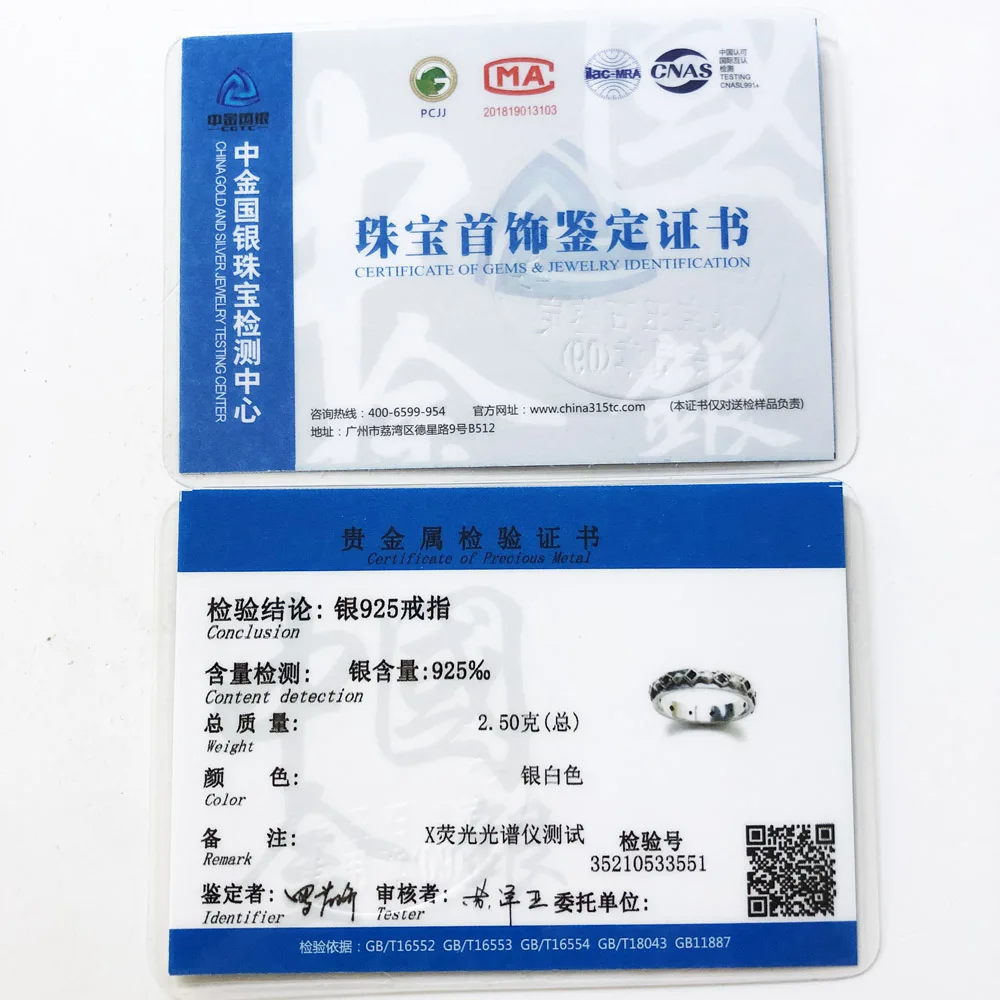 中金国银
CGTC
中金国银珠宝检测中心
CHINA GOLD AND SILVER JEWELRY TESTING CENTER
PCJJ
MA
201819013103
ilac-MRA
CNAS
中国认可
国际互认
检测
TESTING
珠宝首饰鉴定证书
CERTIFICATE OF GEMS & JEWELRY IDENTIFICATION
咨询热线：400-6599-954 官方网址：www.china315tc.com (本证书仅对送检样品负责)
地址：广州市荔湾区德星路9号B512
贵金属检验证书
Certificate of Precious Metal
检验结论: 银925戒指
Conclusion
含量检测: 银含量:925‰
Content detection
总质量: 2.50克(总)
Weight
颜色: 银白色
Color
备注: X荧光光谱仪测试 检验号
Remark 35210533551
鉴定者: 审核者: 委托单位:
Identifier Tester
检验依据：GB/T16552 GB/T16553 GB/T16554 GB/T18043 GB11887